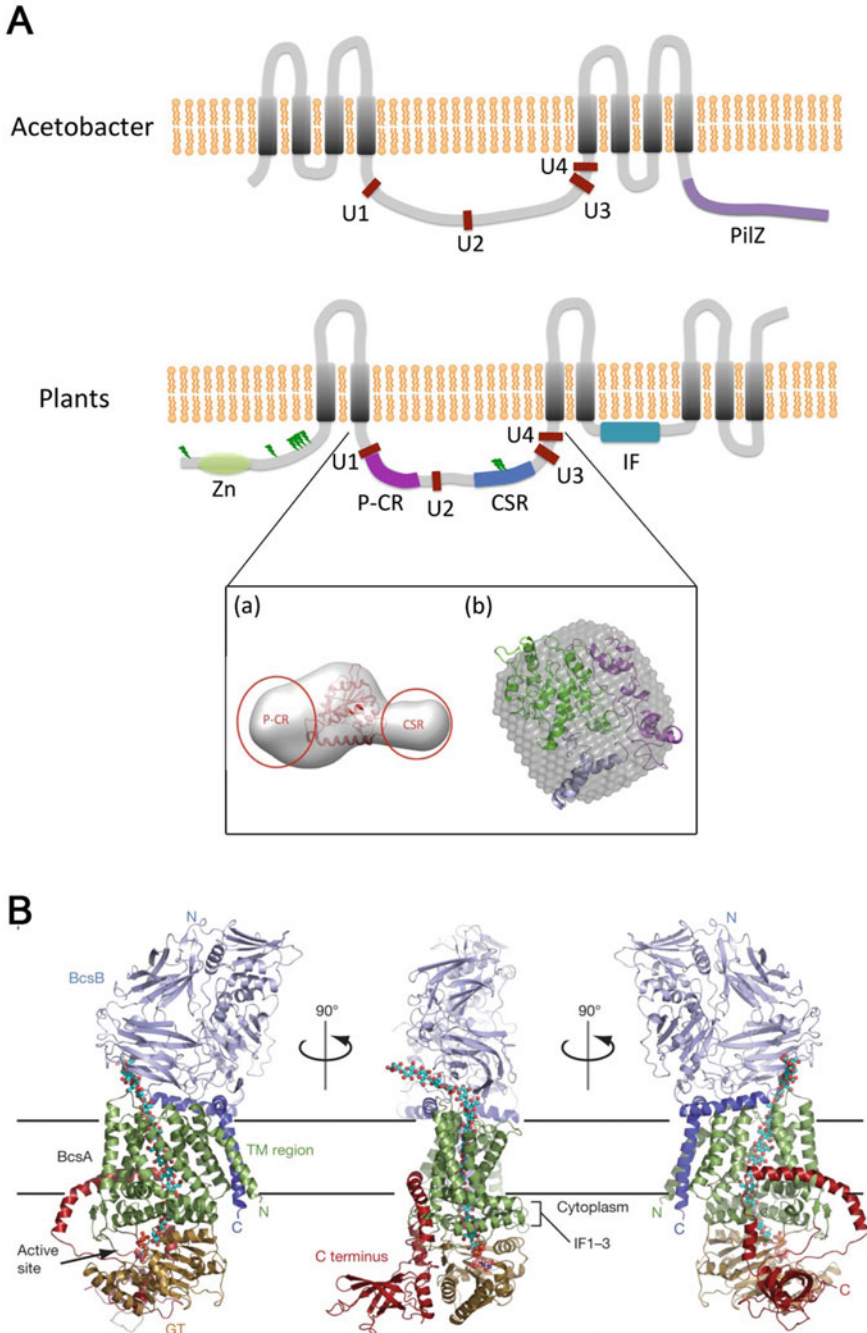 A
Acetobacter
U1
U2
U4
U3
PilZ
Plants
Zn
U1
P-CR
U2
CSR
U4
U3
IF
(a)
(b)
P-CR
CSR
B
N
BcsB
90°
90°
N
BcsA
TM region
N
C
Active
site
GT
Cytoplasm
IF1–3
C terminus
N
C
C